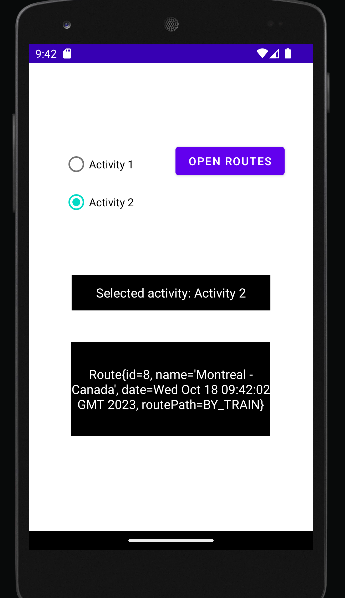 9:42
Activity 1
OPEN ROUTES
Activity 2
Selected activity: Activity 2
Route{id=8, name='Montreal -
Canada', date=Wed Oct 18 09:42:02
GMT 2023, routePath=BY_TRAIN}